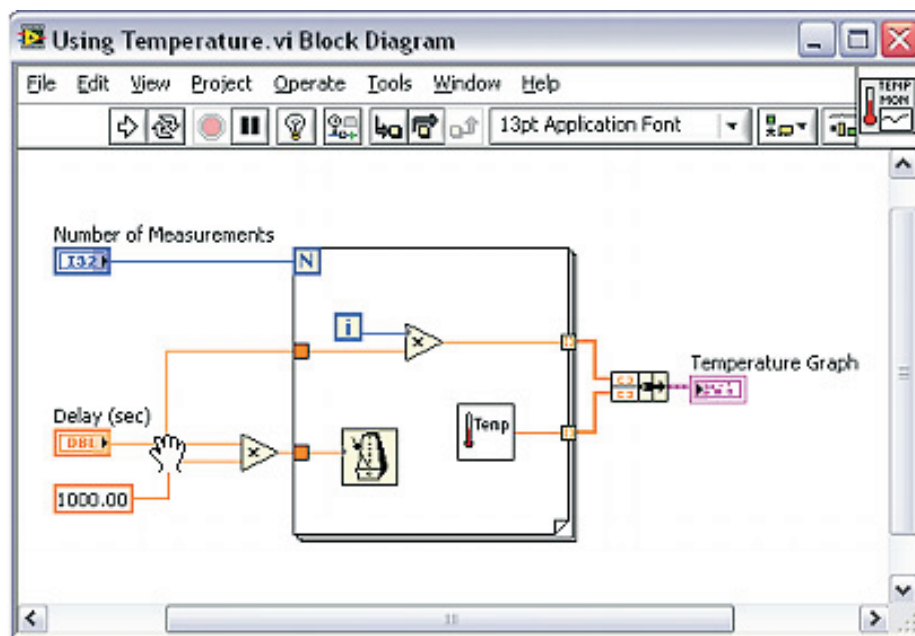 Using Temperature.vi Block Diagram
File Edit View Project Operate Tools Window Help
TEMP
MON
13pt Application Font
Number of Measurements
I32
N
i
x
Temperature Graph
Delay (sec)
DBL
x
Temp
1000.00